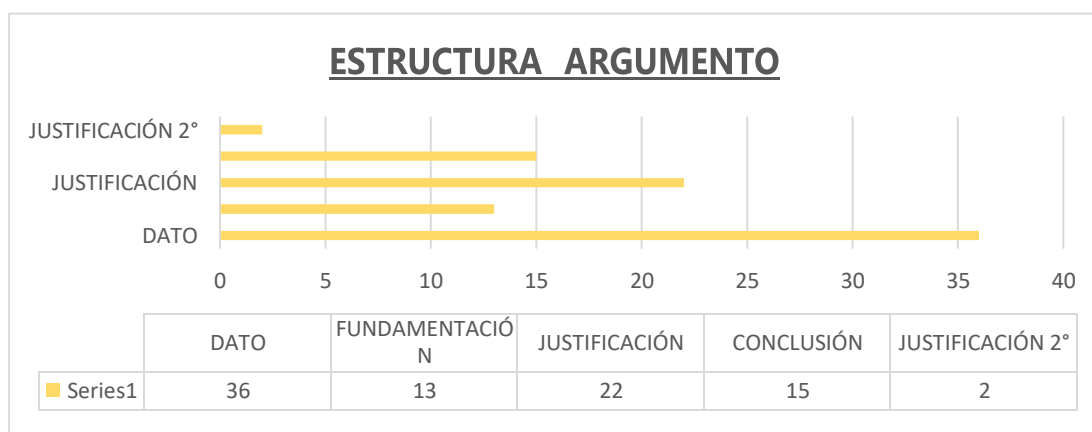 ESTRUCTURA ARGUMENTO
JUSTIFICACIÓN 2°
JUSTIFICACIÓN
DATO
0 5 10 15 20 25 30 35 40
DATO FUNDAMENTACIÓ
N JUSTIFICACIÓN CONCLUSIÓN JUSTIFICACIÓN 2°
Series1 36 13 22 15 2